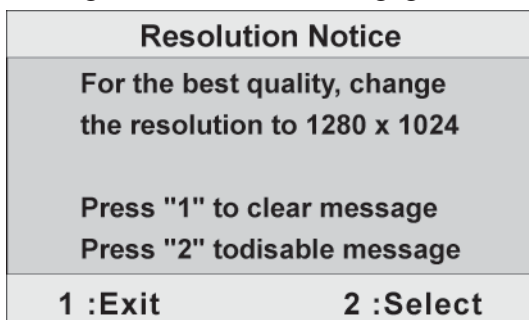 Resolution Notice
For the best quality, change
the resolution to 1280 x 1024
Press "1" to clear message
Press "2" todisable message
1 :Exit 2 :Select